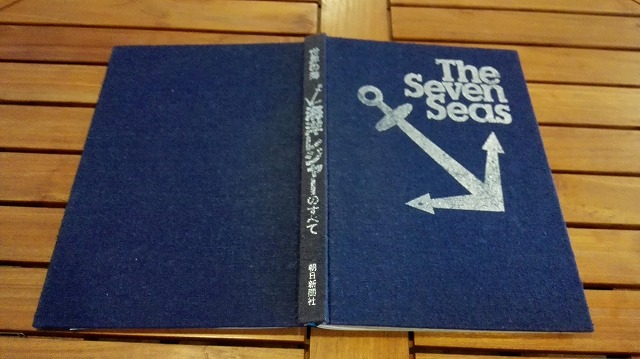 The
Seven
Seas
海洋レジャーのすべて
朝日新聞社